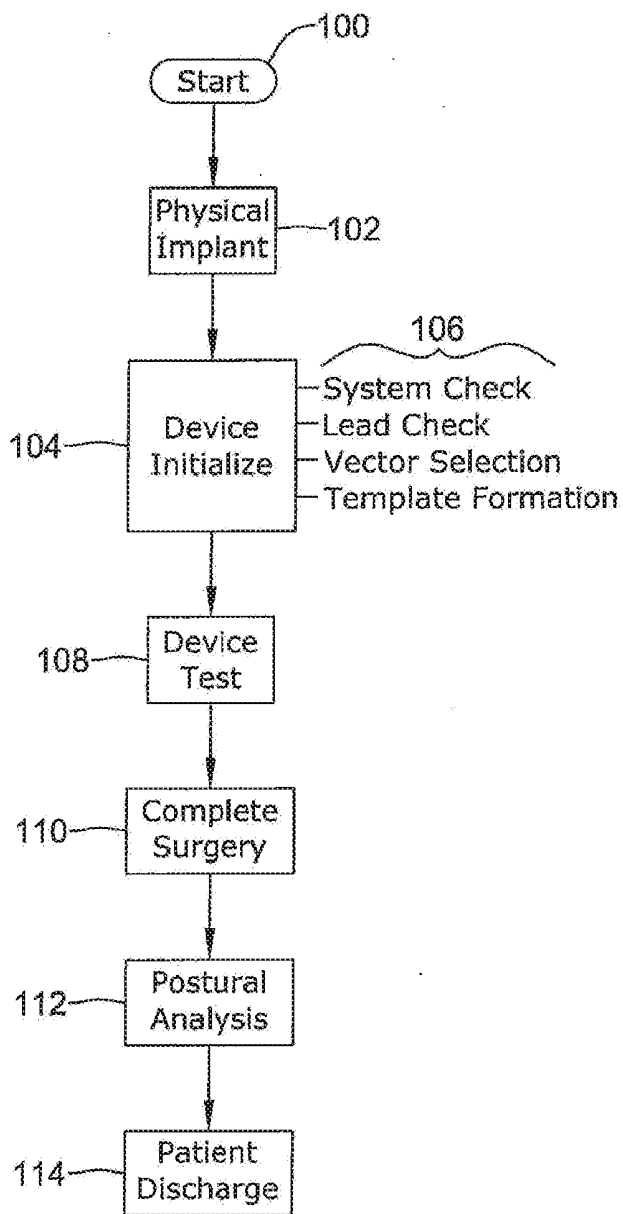 100
Start
Physical
Implant
102
106
System Check
Lead Check
Vector Selection
Template Formation
104
Device
Initialize
108
Device
Test
110
Complete
Surgery
112
Postural
Analysis
114
Patient
Discharge